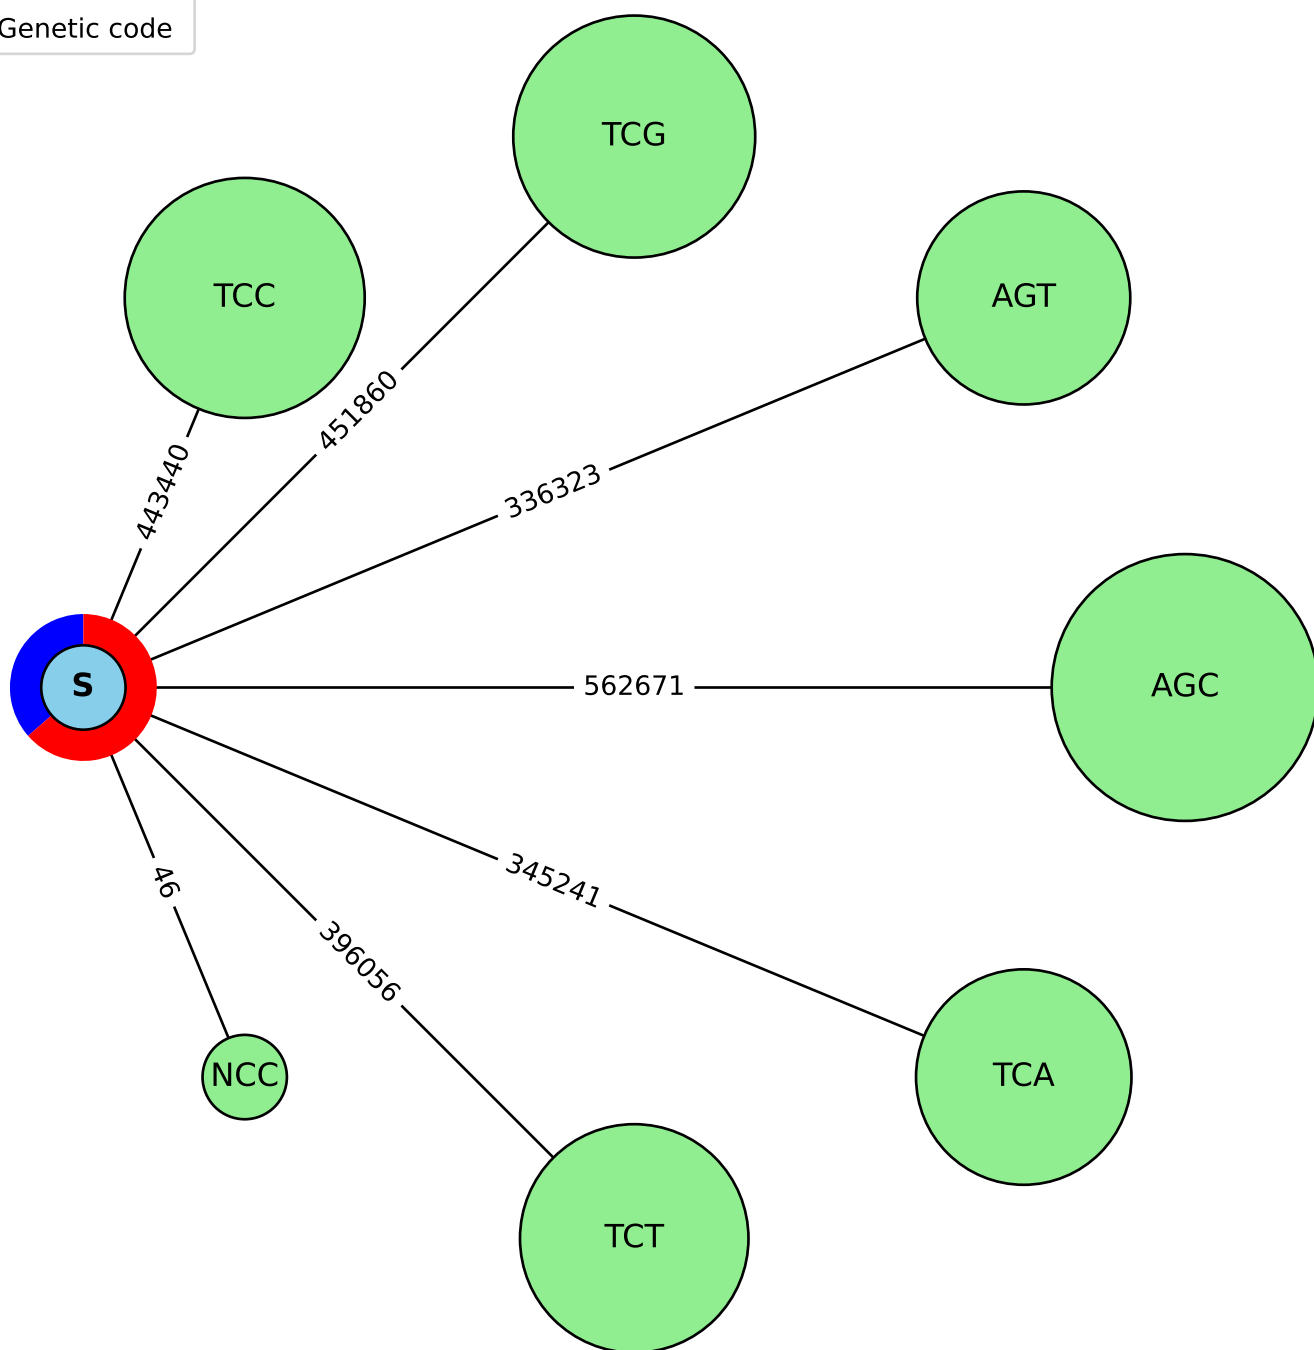 Genetic code
TCG
TCC
AGT
451860
443440
336323
S
562671
AGC
345241
46
396056
NCC
TCA
TCT